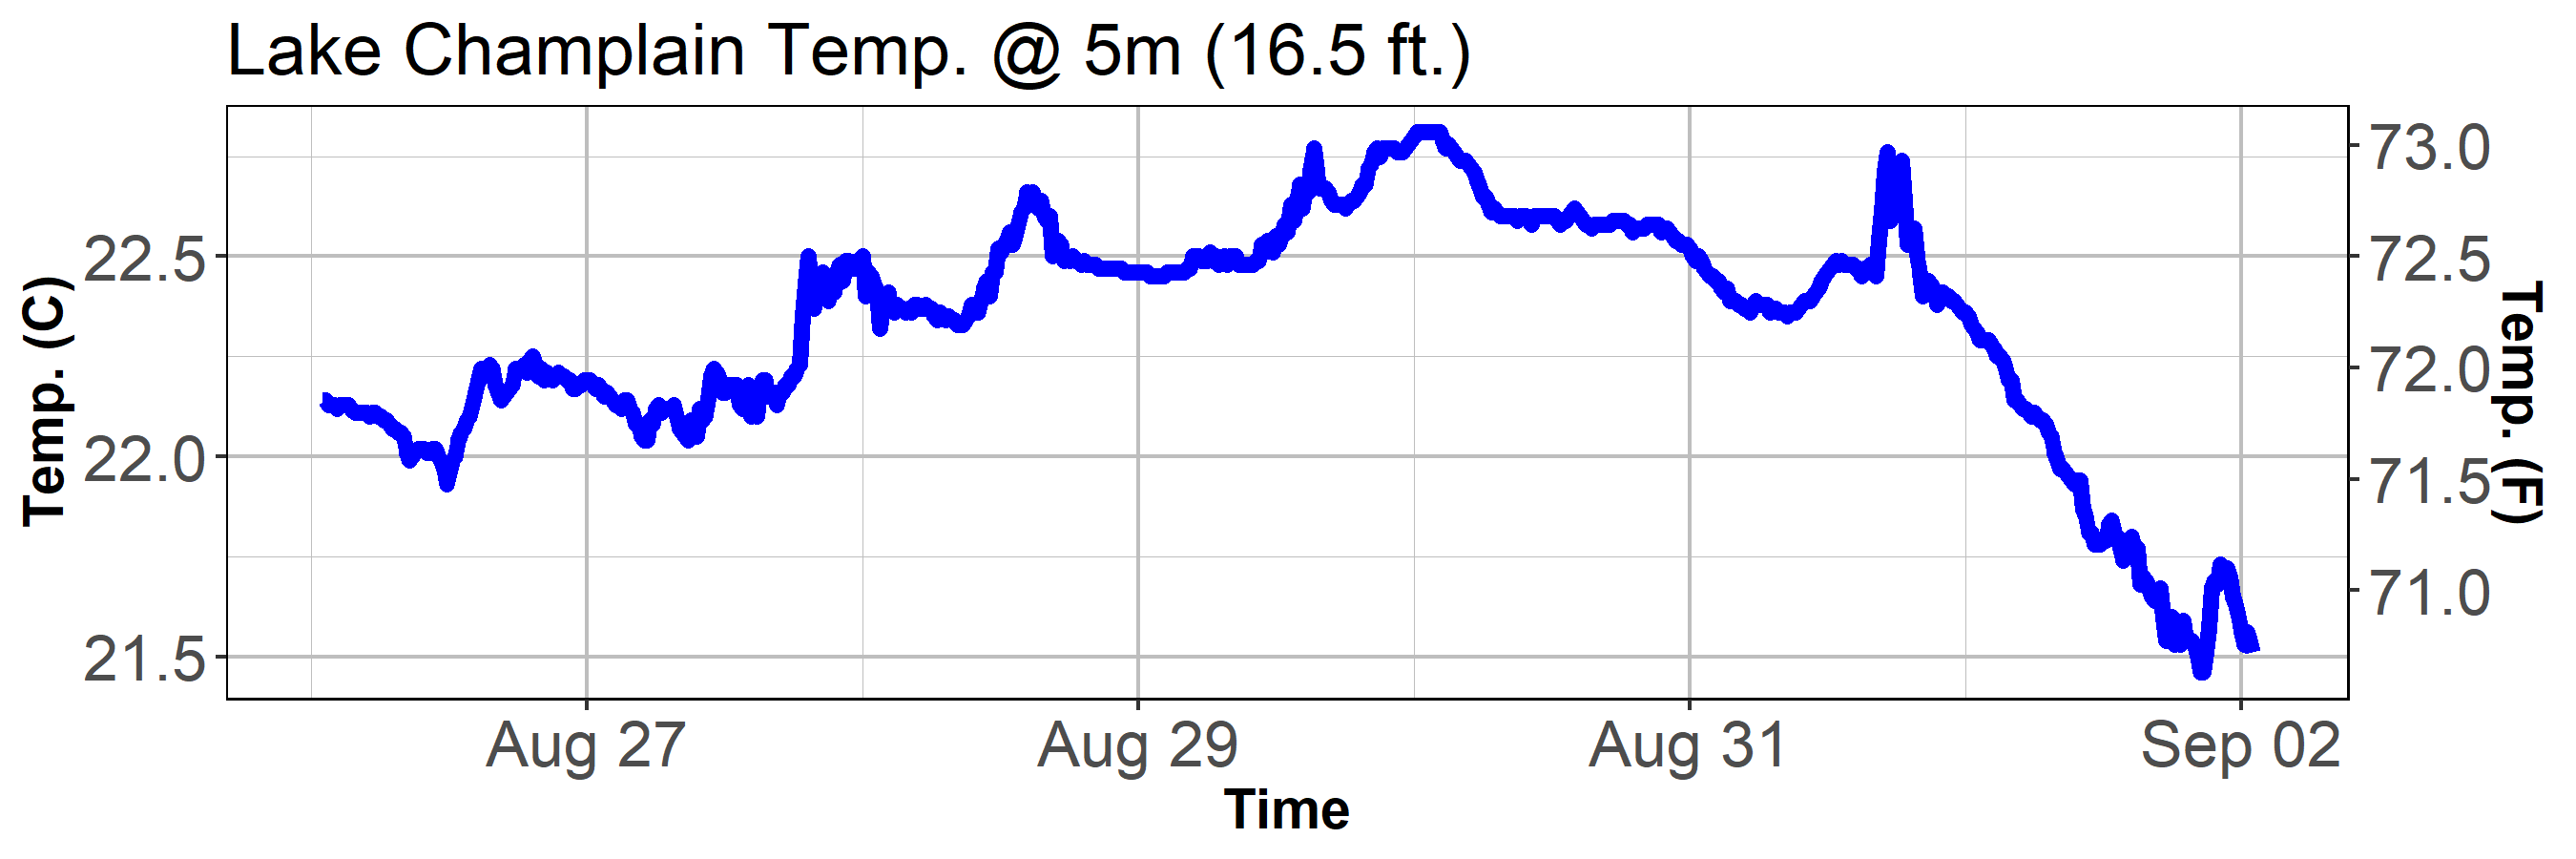 Lake Champlain Temp. @ 5m (16.5 ft.)
Temp. (C)
22.5
22.0
21.5
73.0
72.5
72.0
71.5
71.0
Temp. (F)
Aug 27 Aug 29 Aug 31 Sep 02
Time